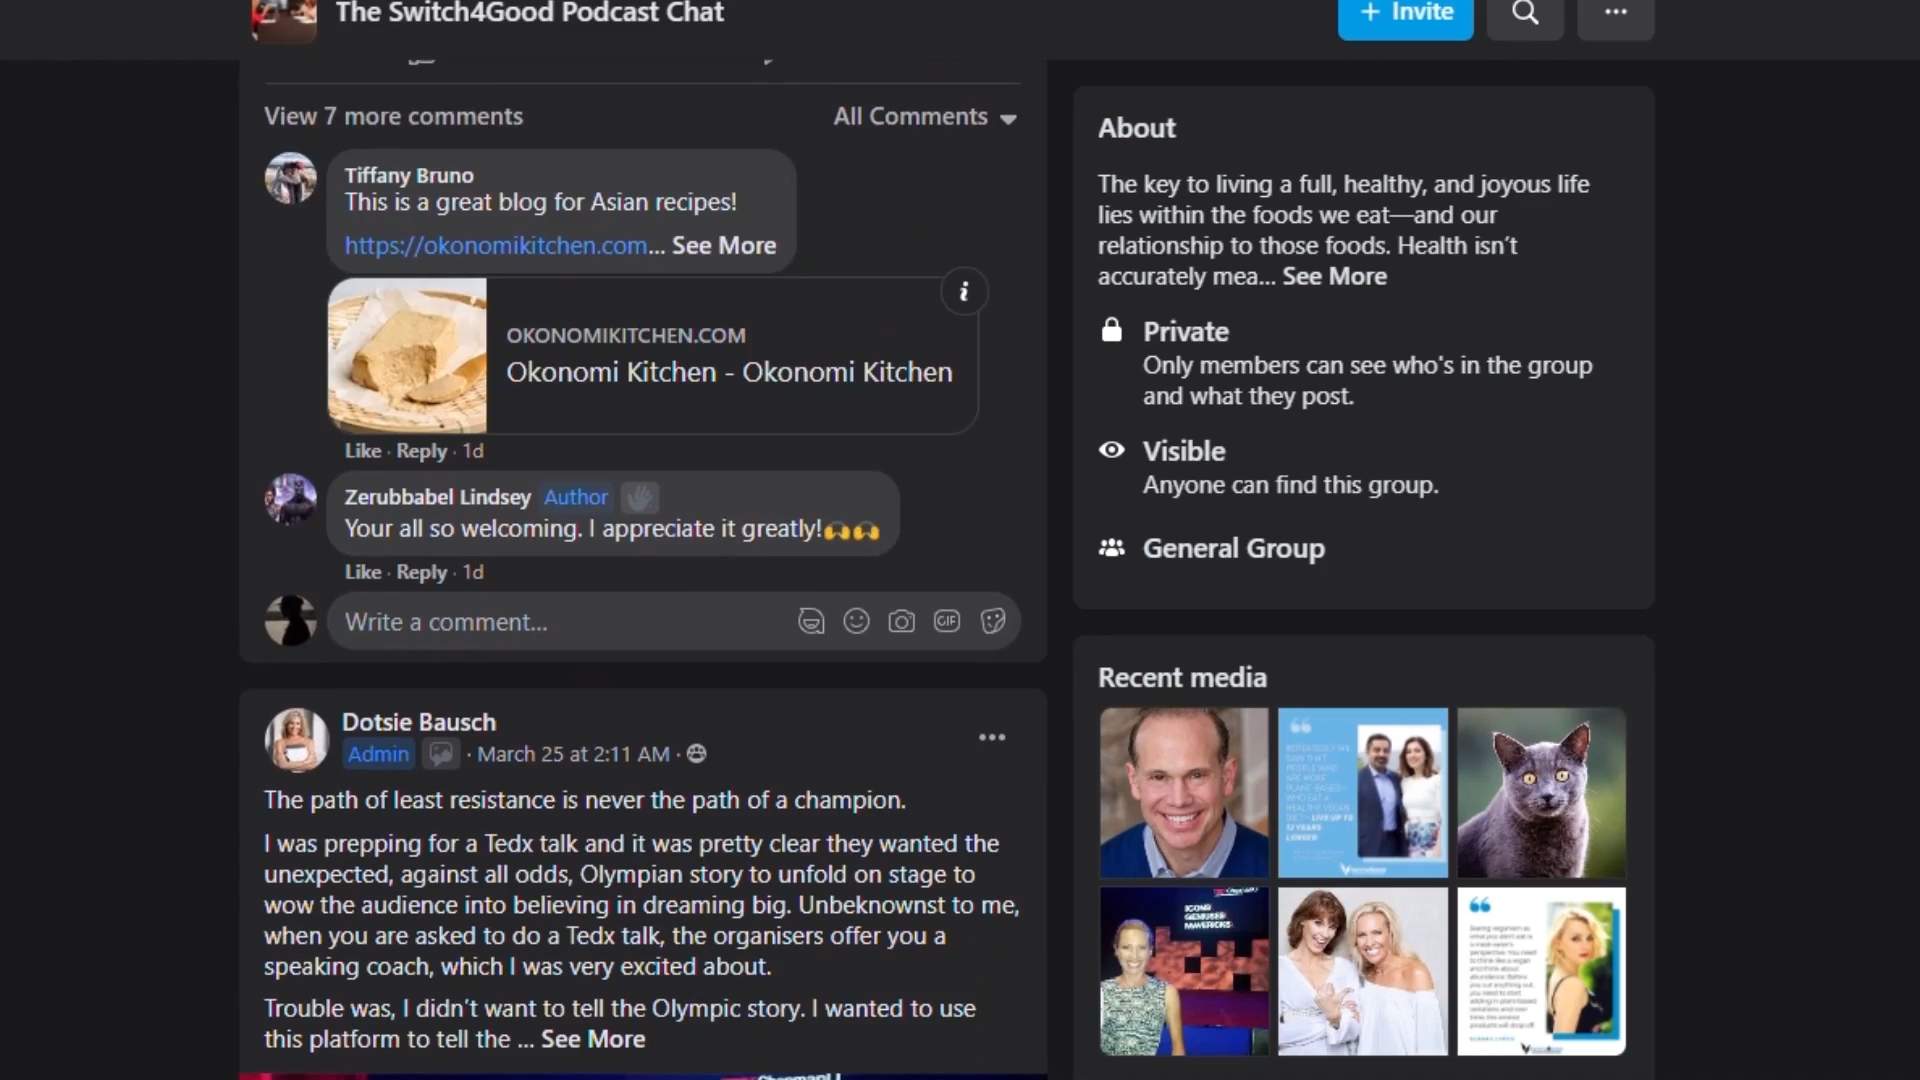 The Switch4Good Podcast Chat
+ Invite
View 7 more comments
All Comments
Tiffany Bruno
This is a great blog for Asian recipes!
https://okonomikitchen.com... See More
OKONOMIKITCHEN.COM
Okonomi Kitchen - Okonomi Kitchen
Like · Reply · 1d
Zerubbabel Lindsey Author
Your all so welcoming. I appreciate it greatly!
Like · Reply · 1d
Write a comment...
GIF
Dotsie Bausch
Admin · March 25 at 2:11 AM ·
The path of least resistance is never the path of a champion.
I was prepping for a Tedx talk and it was pretty clear they wanted the
unexpected, against all odds, Olympian story to unfold on stage to
wow the audience into believing in dreaming big. Unbeknownst to me,
when you are asked to do a Tedx talk, the organisers offer you a
speaking coach, which I was very excited about.
Trouble was, I didn’t want to tell the Olympic story. I wanted to use
this platform to tell the ... See More
About
The key to living a full, healthy, and joyous life
lies within the foods we eat—and our
relationship to those foods. Health isn’t
accurately mea... See More
Private
Only members can see who's in the group
and what they post.
Visible
Anyone can find this group.
General Group
Recent media
ICONS
GENIUSES
MAVERICKS